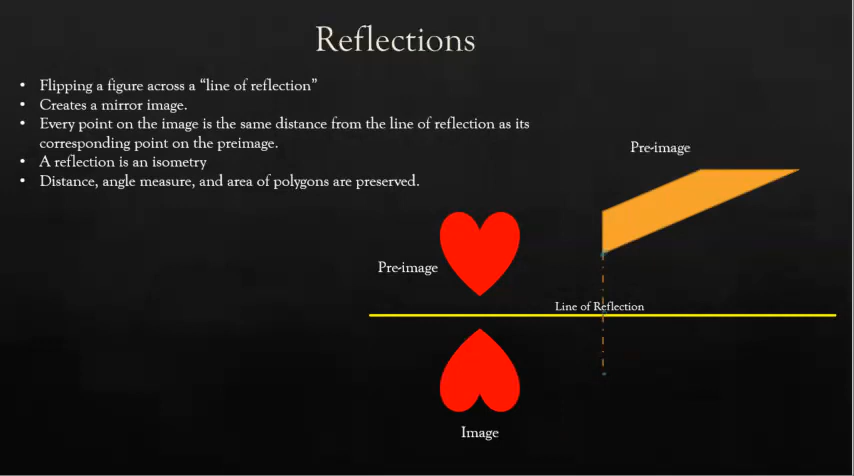 Reflections
• Flipping a figure across a “line of reflection”
• Creates a mirror image.
• Every point on the image is the same distance from the line of reflection as its
corresponding point on the preimage.
• A reflection is an isometry
• Distance, angle measure, and area of polygons are preserved.
Pre-image
Pre-image
Line of Reflection
Image